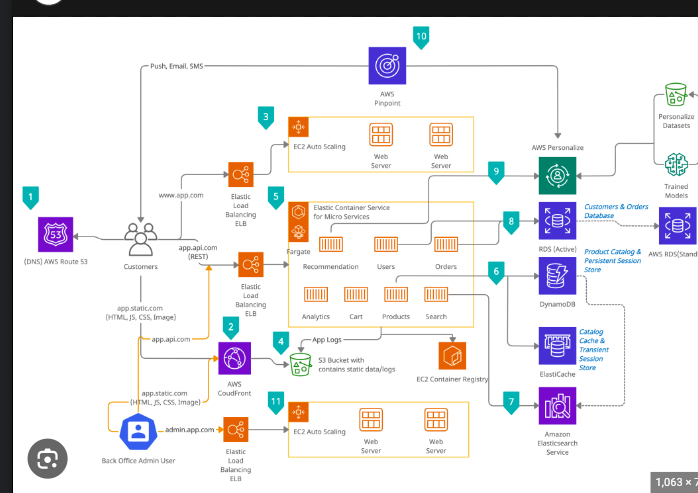 10
Push, Email, SMS
AWS
Pinpoint
3
EC2 Auto Scaling
Web
Server
Web
Server
www.app.com
Elastic
Load
Balancing
ELB
AWS Personalize
Personalize
Datasets
Trained
Models
9
1
53
(DNS) AWS Route 53
Customers
app.api.com
(REST)
5
Elastic Container Service
for Micro Services
Fargate
Recommendation
Users
Orders
Analytics
Cart
Products
Search
Elastic
Load
Balancing
ELB
8
RDS (Active)
Customers & Orders
Database
AWS RDS(Stand
6
Product Catalog &
Persistent Session
Store
DynamoDB
app.static.com
(HTML, JS, CSS, Image)
app.api.com
2
AWS
CloudFront
4
App Logs
S3 Bucket with
contains static data/logs
EC2 Container Registry
Catalog
Cache &
Transient
Session
Store
ElastiCache
app.static.com
(HTML, JS, CSS, Image)
admin.app.com
Back Office Admin User
Elastic
Load
Balancing
ELB
11
EC2 Auto Scaling
Web
Server
Web
Server
7
Amazon
Elasticsearch
Service